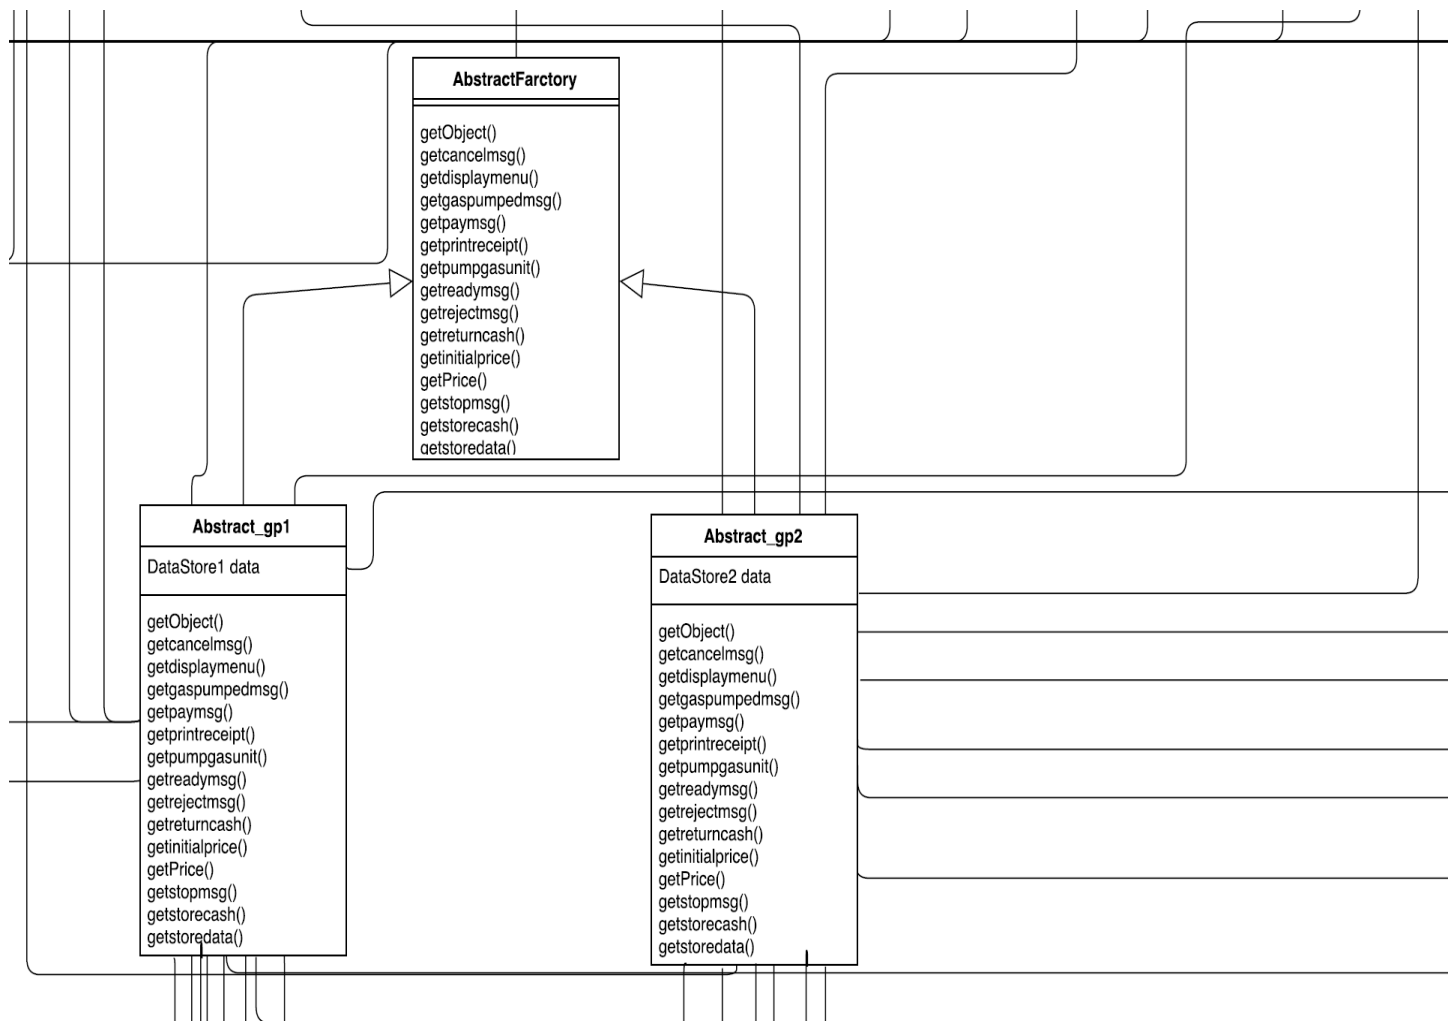 AbstractFarctory
getObject()
getcancelmsg()
getdisplaymenu()
getgaspumpedmsg()
getpaymsg()
getprintreceipt()
getpumpgasunit()
getreadymsg()
getrejectmsg()
getreturncash()
getinitialprice()
getPrice()
getstopmsg()
getstorecash()
getstoredata()
Abstract_gp1
DataStore1 data
getObject()
getcancelmsg()
getdisplaymenu()
getgaspumpedmsg()
getpaymsg()
getprintreceipt()
getpumpgasunit()
getreadymsg()
getrejectmsg()
getreturncash()
getinitialprice()
getPrice()
getstopmsg()
getstorecash()
getstoredata()
Abstract_gp2
DataStore2 data
getObject()
getcancelmsg()
getdisplaymenu()
getgaspumpedmsg()
getpaymsg()
getprintreceipt()
getpumpgasunit()
getreadymsg()
getrejectmsg()
getreturncash()
getinitialprice()
getPrice()
getstopmsg()
getstorecash()
getstoredata()